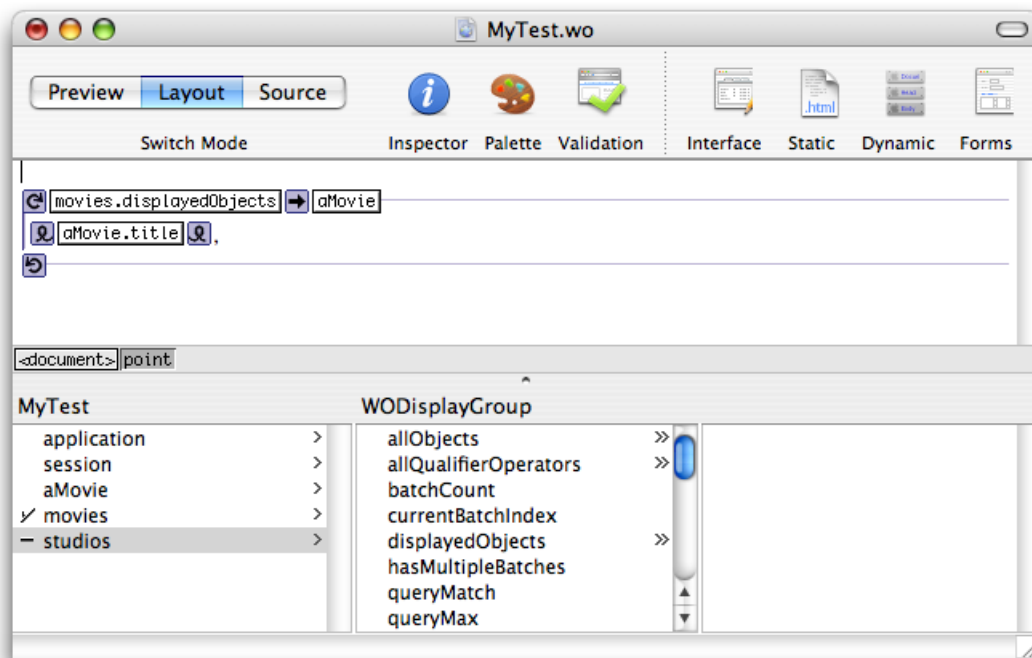 MyTest.wo
Preview Layout Source
Switch Mode Inspector Palette Validation Interface Static Dynamic Forms
movies.displayedObjects aMovie
aMovie.title ,
<document> point
MyTest WODisplayGroup
application > allObjects »
session > allQualifierOperators »
aMovie > batchCount
movies > currentBatchIndex
studios > displayedObjects »
hasMultipleBatches
queryMatch
queryMax